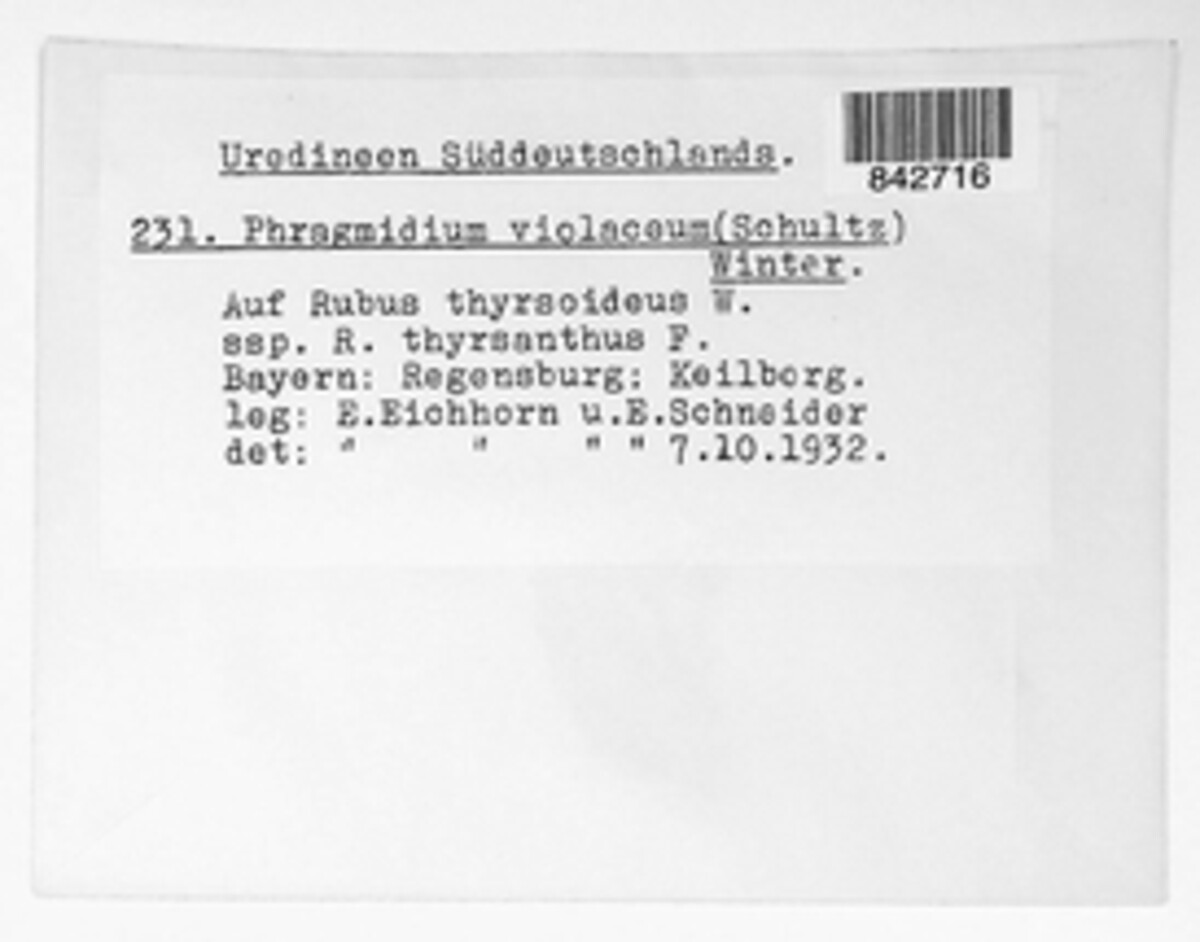 Uredineen Süddeutschlands.
842716
231. Phragmidium violaceum(Schultz)
Winter.
Auf Rubus thyrsoideus W.
ssp. R. thyrsanthus F.
Bayern: Regensburg: Keilberg.
leg: E.Eichhorn u.E.Schneider
det: " " " " 7.10.1932.